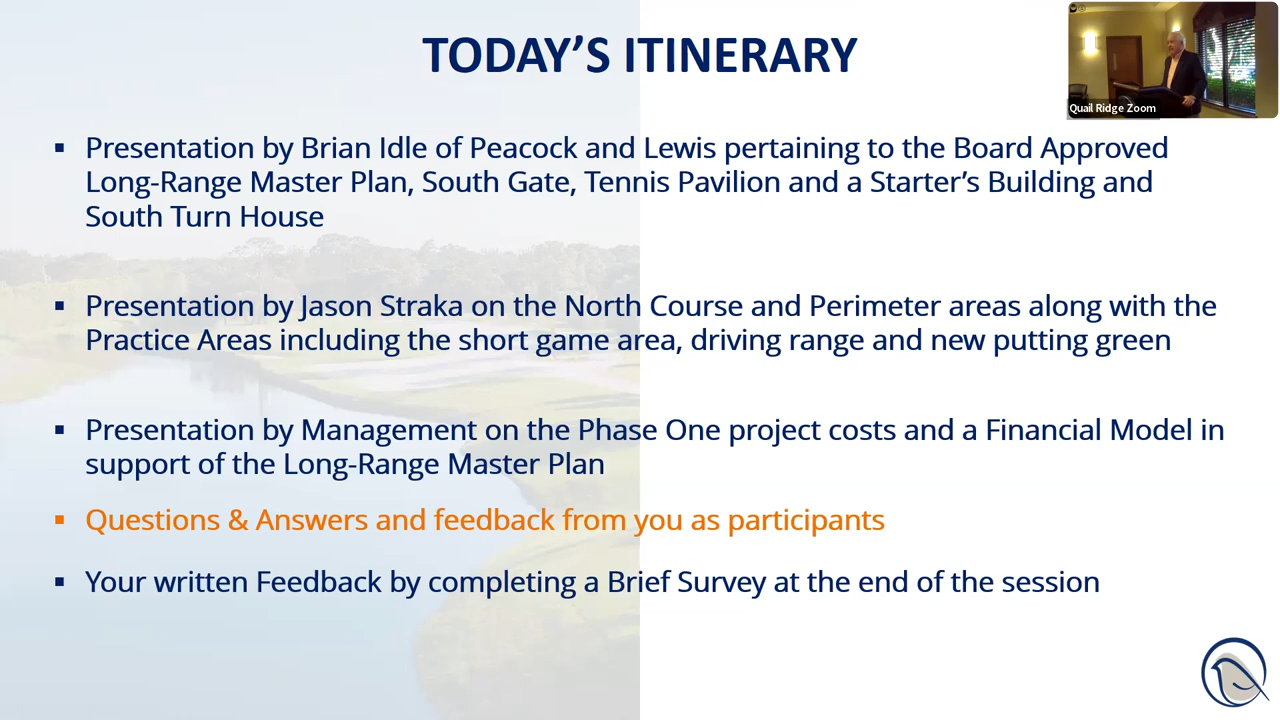 TODAY’S ITINERARY
Quail Ridge Zoom
▪ Presentation by Brian Idle of Peacock and Lewis pertaining to the Board Approved
Long-Range Master Plan, South Gate, Tennis Pavilion and a Starter’s Building and
South Turn House
▪ Presentation by Jason Straka on the North Course and Perimeter areas along with the
Practice Areas including the short game area, driving range and new putting green
▪ Presentation by Management on the Phase One project costs and a Financial Model in
support of the Long-Range Master Plan
▪ Questions & Answers and feedback from you as participants
▪ Your written Feedback by completing a Brief Survey at the end of the session